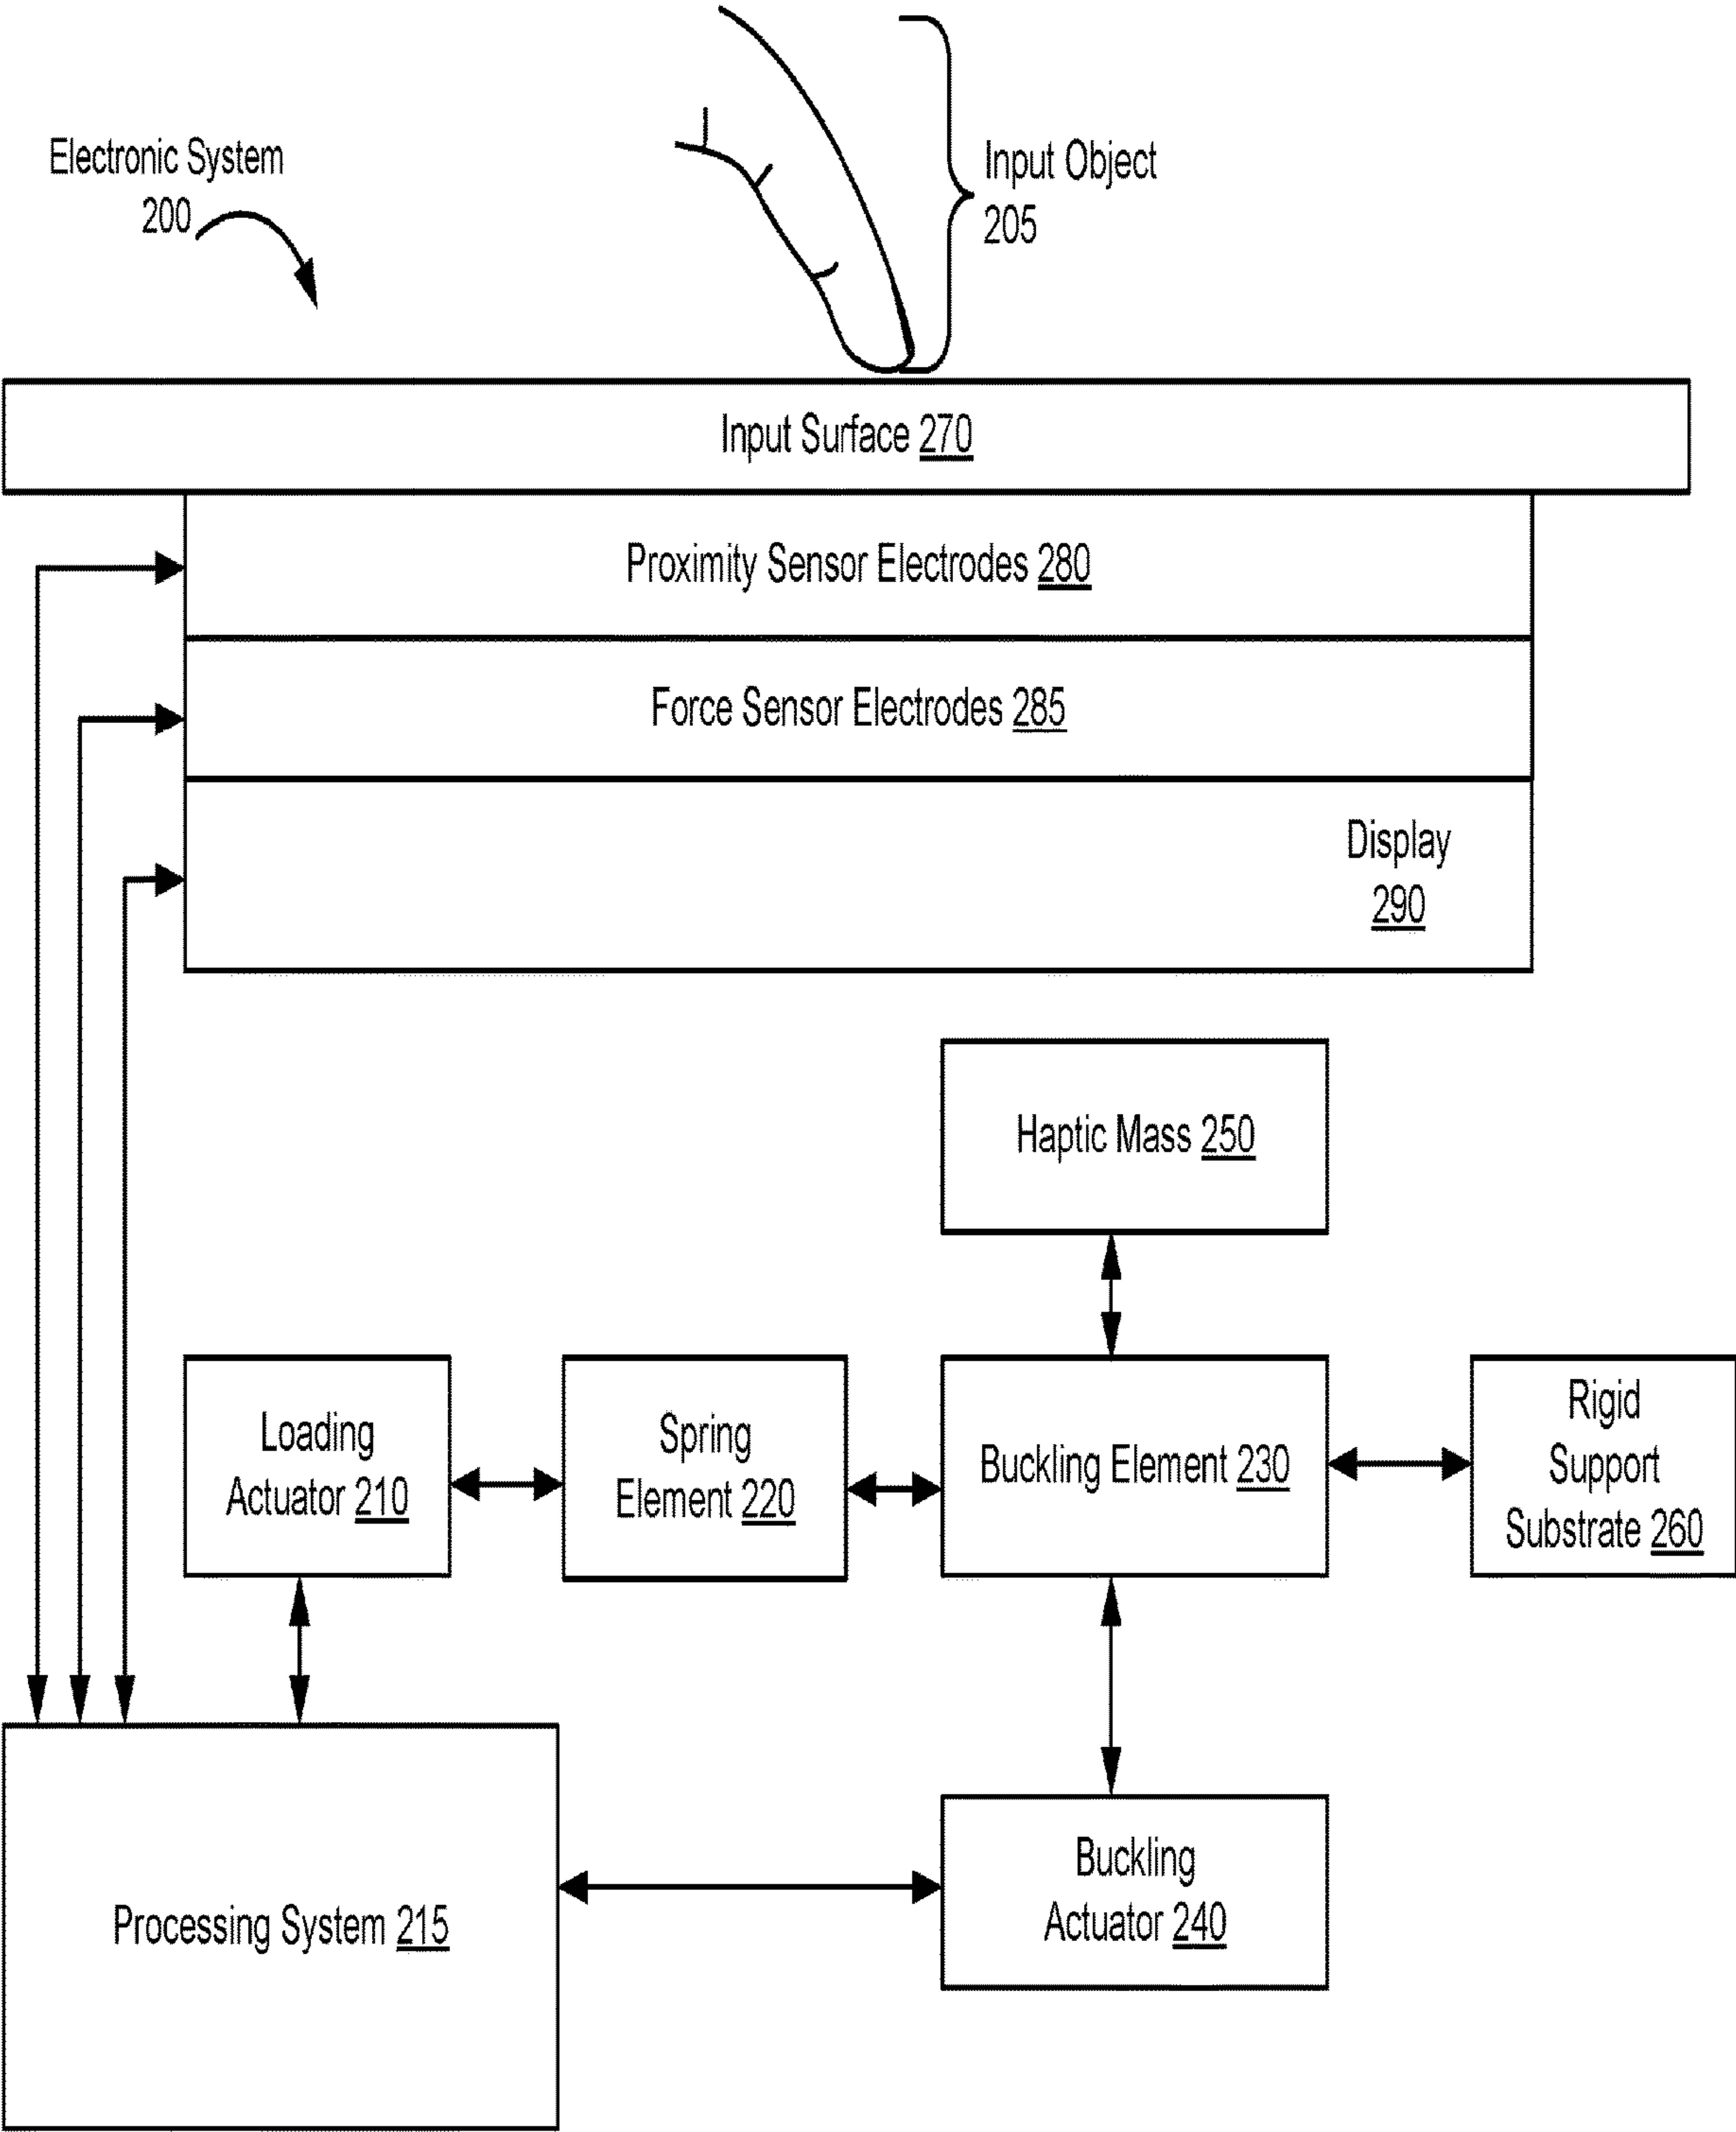 Electronic System
200
Input Object
205
Input Surface 270
Proximity Sensor Electrodes 280
Force Sensor Electrodes 285
Display
290
Haptic Mass 250
Loading
Actuator 210
Spring
Element 220
Buckling Element 230
Rigid
Support
Substrate 260
Processing System 215
Buckling
Actuator 240